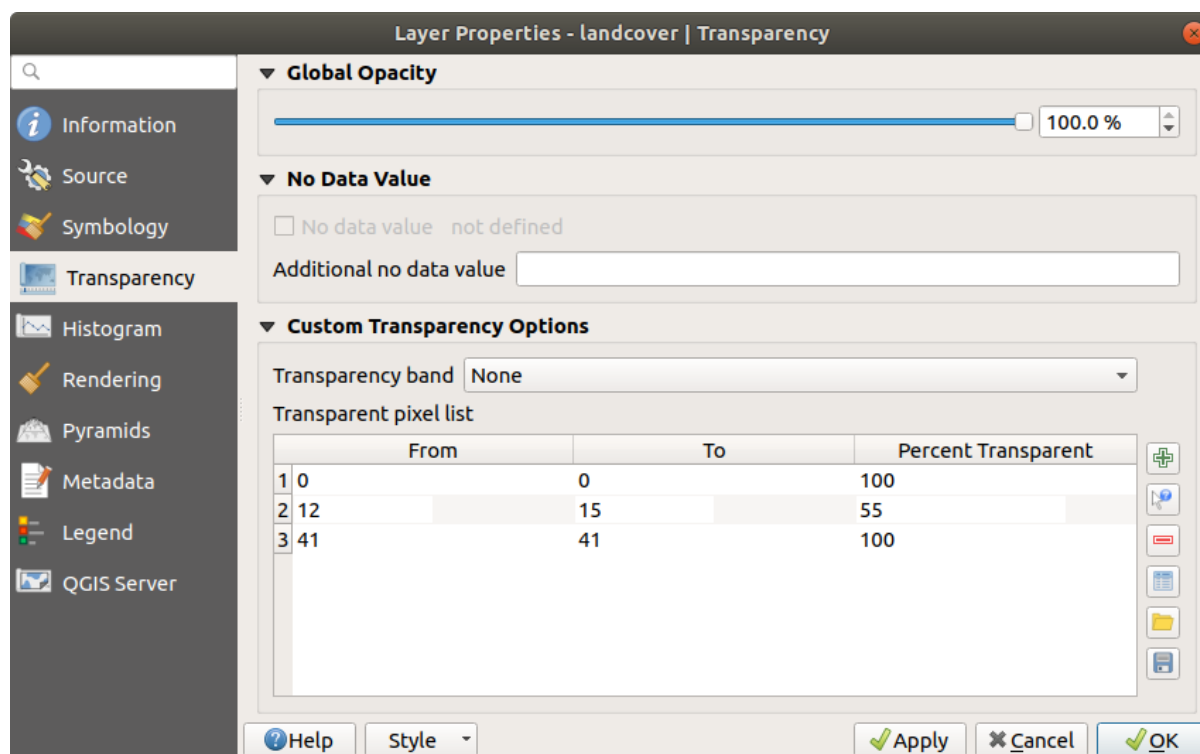 Layer Properties - landcover | Transparency
Information
Source
Symbology
Transparency
Histogram
Rendering
Pyramids
Metadata
Legend
QGIS Server
Global Opacity
100.0 %
No Data Value
No data value not defined
Additional no data value
Custom Transparency Options
Transparency band None
Transparent pixel list
From To Percent Transparent
1 0 0 100
2 12 15 55
3 41 41 100
Help Style Apply Cancel OK